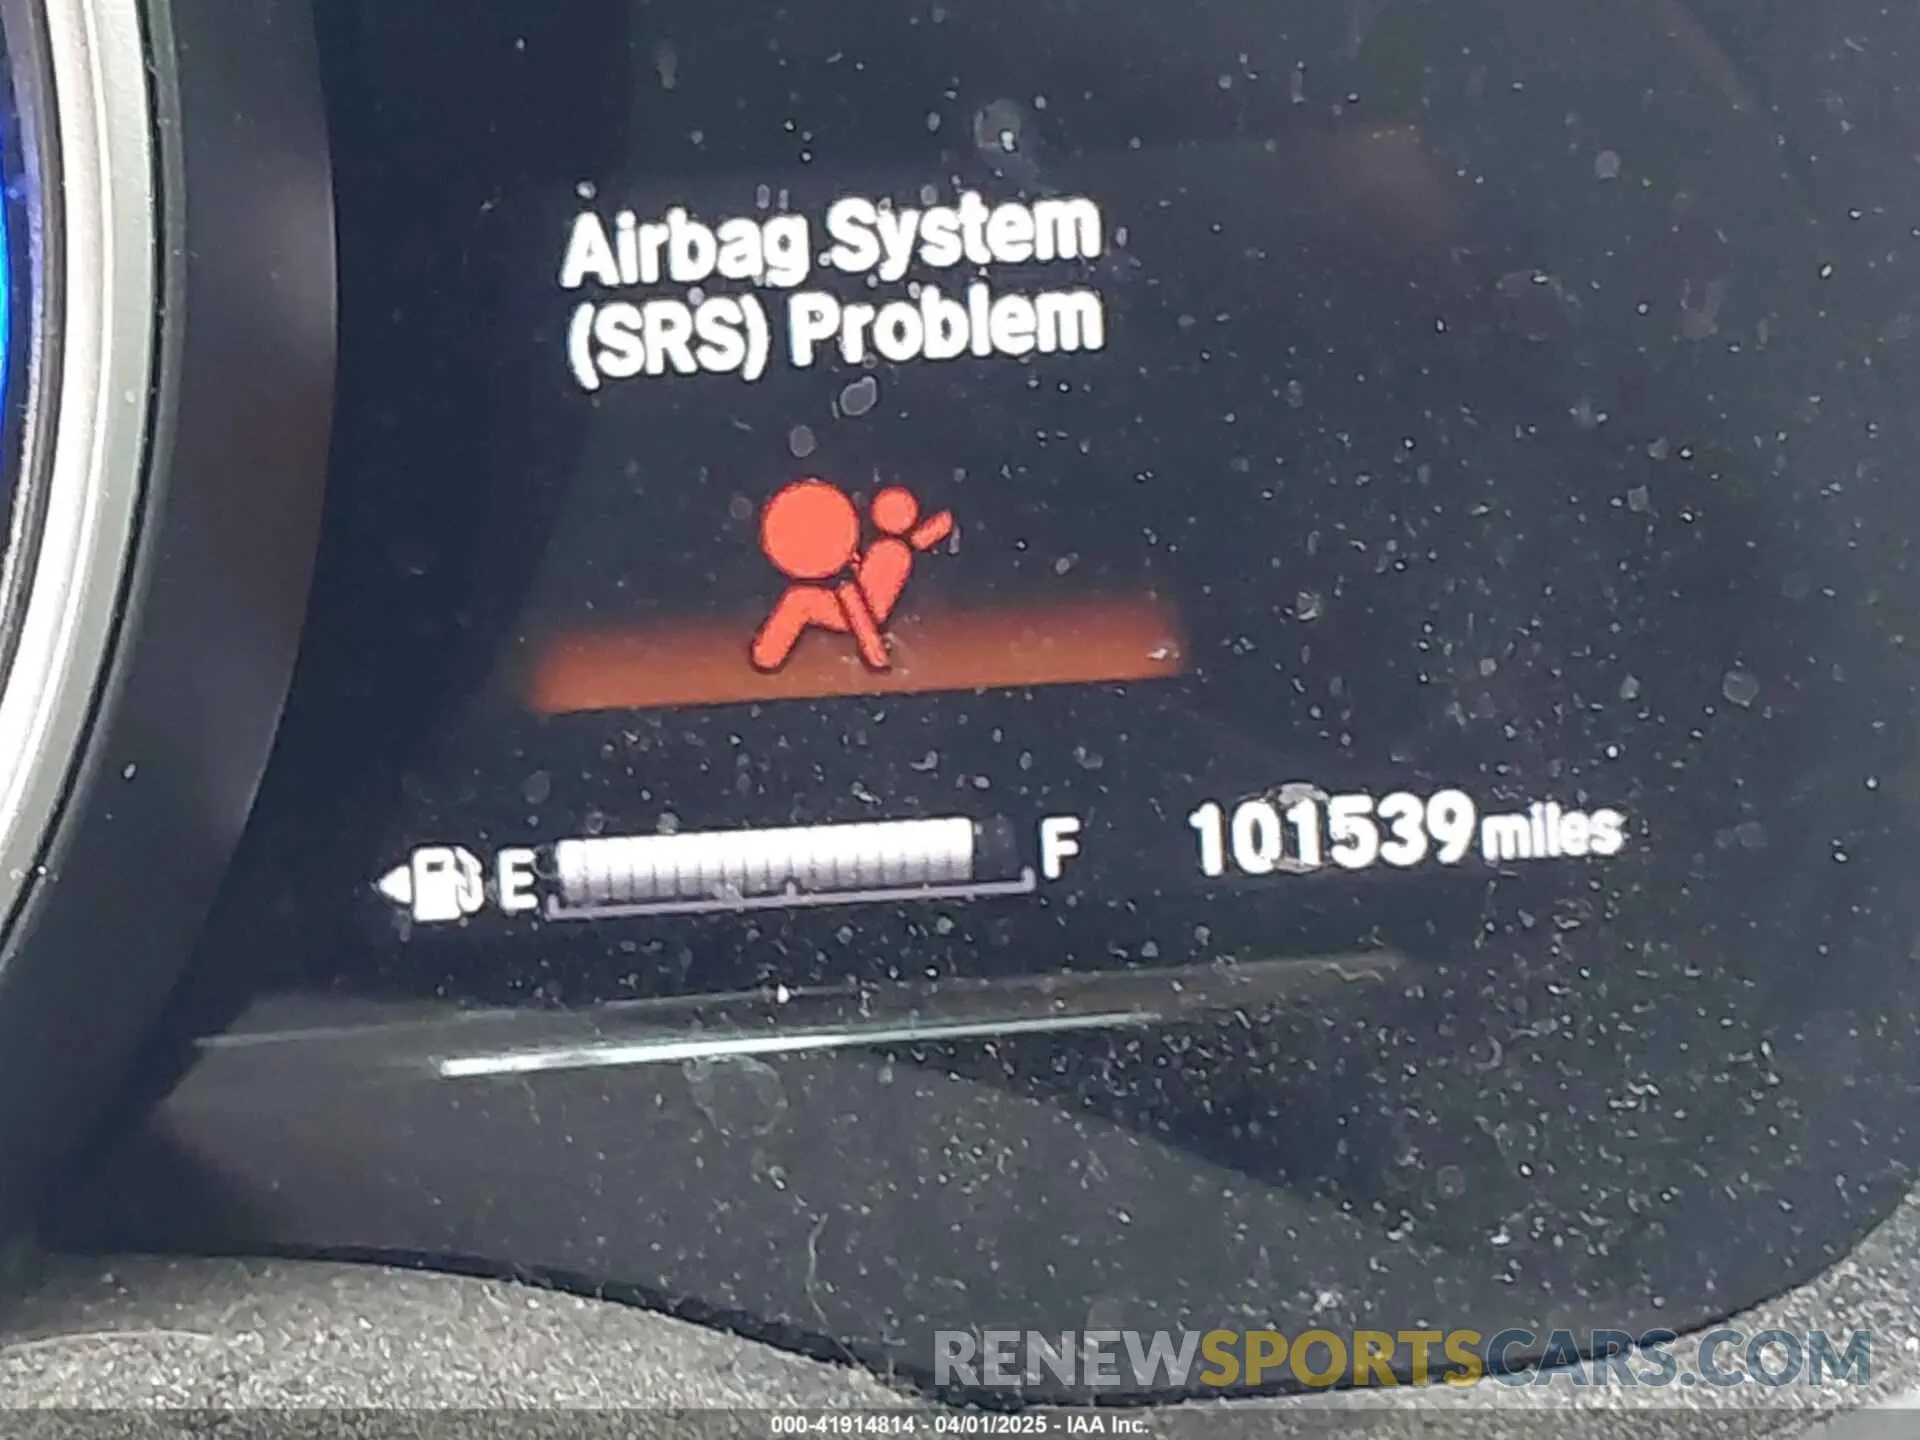 Airbag System
(SRS) Problem
E F 101539 miles
RENEWSPORTSCARS.COM
000-41914814 - 04/01/2025 - IAA Inc.